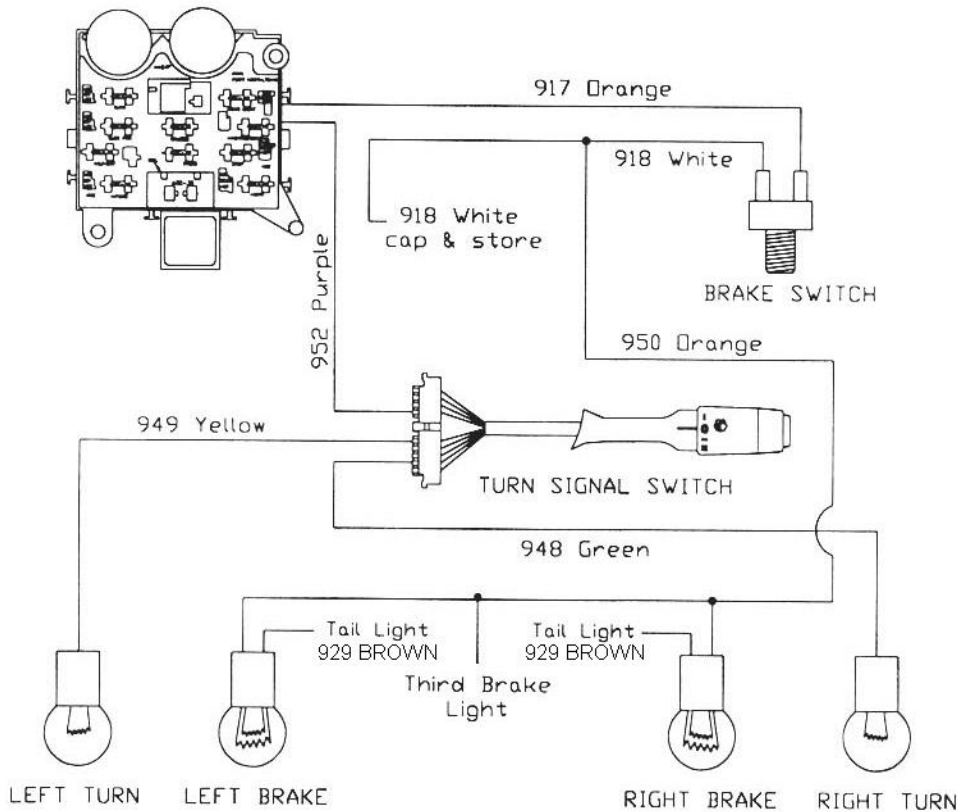 917 Orange
918 White
918 White
cap & store
BRAKE SWITCH
952 Purple
950 Orange
949 Yellow
TURN SIGNAL SWITCH
948 Green
Tail Light
929 BROWN
Tail Light
929 BROWN
Third Brake
Light
LEFT TURN
LEFT BRAKE
RIGHT BRAKE
RIGHT TURN